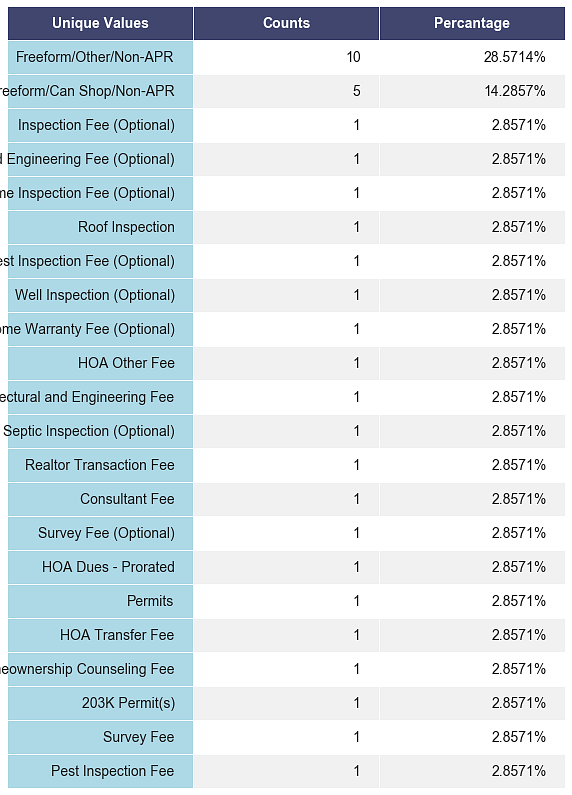 Unique Values Counts Percantage
Freeform/Other/Non-APR 10 28.5714%
reeform/Can Shop/Non-APR 5 14.2857%
Inspection Fee (Optional) 1 2.8571%
d Engineering Fee (Optional) 1 2.8571%
me Inspection Fee (Optional) 1 2.8571%
Roof Inspection 1 2.8571%
est Inspection Fee (Optional) 1 2.8571%
Well Inspection (Optional) 1 2.8571%
ome Warranty Fee (Optional) 1 2.8571%
HOA Other Fee 1 2.8571%
ectural and Engineering Fee 1 2.8571%
Septic Inspection (Optional) 1 2.8571%
Realtor Transaction Fee 1 2.8571%
Consultant Fee 1 2.8571%
Survey Fee (Optional) 1 2.8571%
HOA Dues - Prorated 1 2.8571%
Permits 1 2.8571%
HOA Transfer Fee 1 2.8571%
eownership Counseling Fee 1 2.8571%
203K Permit(s) 1 2.8571%
Survey Fee 1 2.8571%
Pest Inspection Fee 1 2.8571%